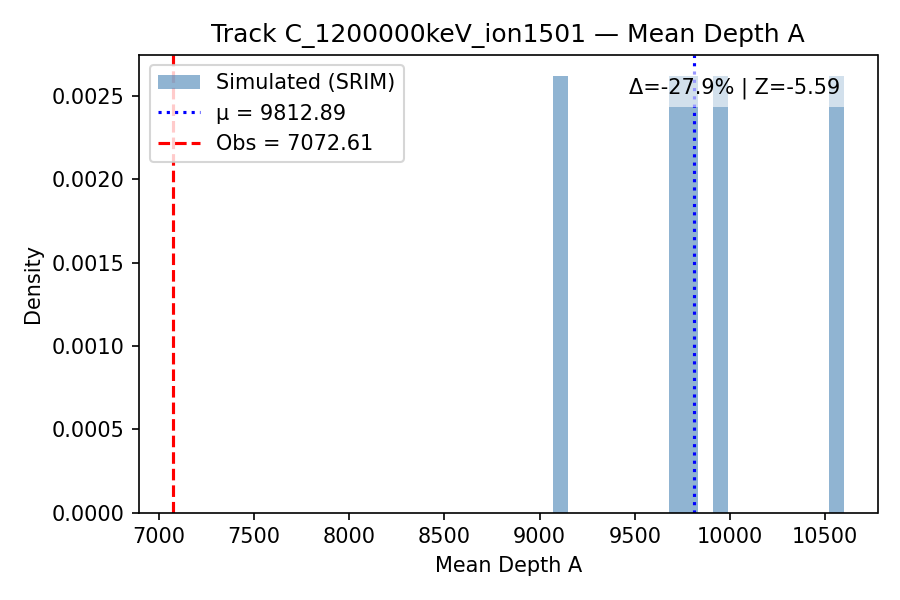 Track C_1200000keV_ion1501 — Mean Depth A
Simulated (SRIM)
μ = 9812.89
Obs = 7072.61
Δ=-27.9% | Z=-5.59
Density
0.0025
0.0020
0.0015
0.0010
0.0005
0.0000
7000 7500 8000 8500 9000 9500 10000 10500
Mean Depth A